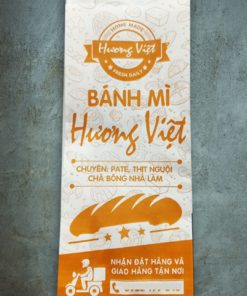 HOME MADE
Hương Việt
FRESH DAILY
BÁNH MÌ
Hương Việt
CHUYÊN: PATÉ, THỊT NGUỘI
CHẢ BÔNG NHÀ LÀM
NHẬN ĐẶT HÀNG VÀ
GIAO HÀNG TẬN NƠI